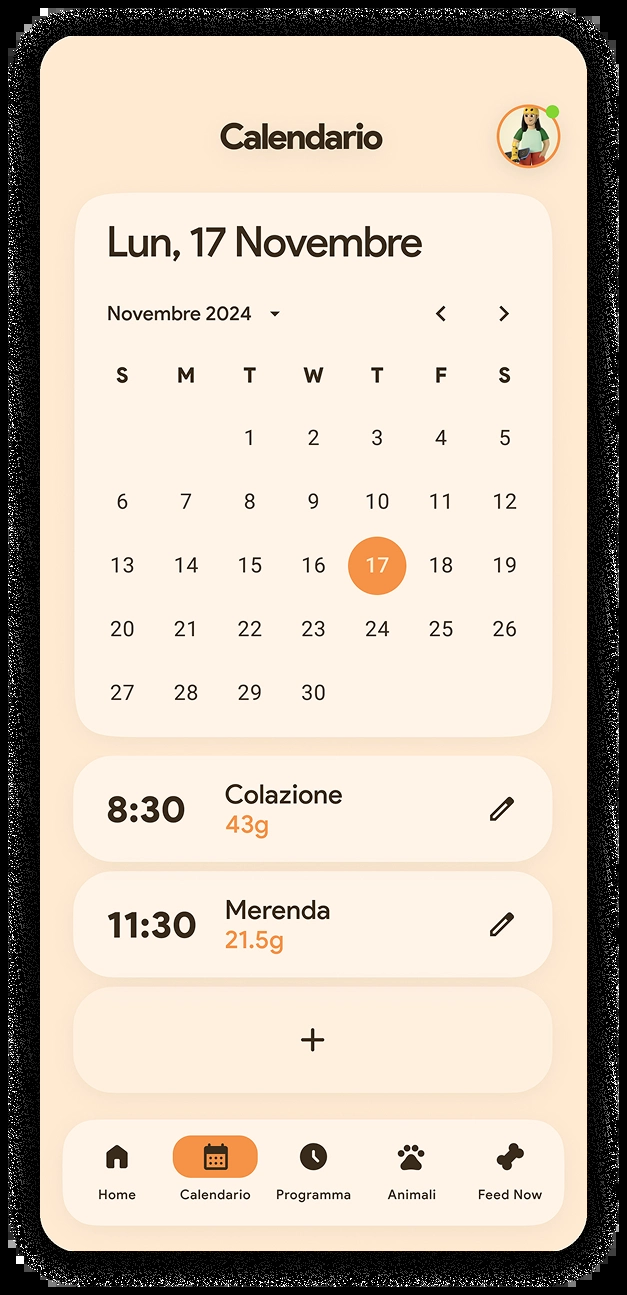 Calendario
Lun, 17 Novembre
Novembre 2024
S M T W T F S
1 2 3 4 5
6 7 8 9 10 11 12
13 14 15 16 17 18 19
20 21 22 23 24 25 26
27 28 29 30
8:30
Colazione
43g
11:30
Merenda
21.5g
+
Home Calendario Programma Animali Feed Now